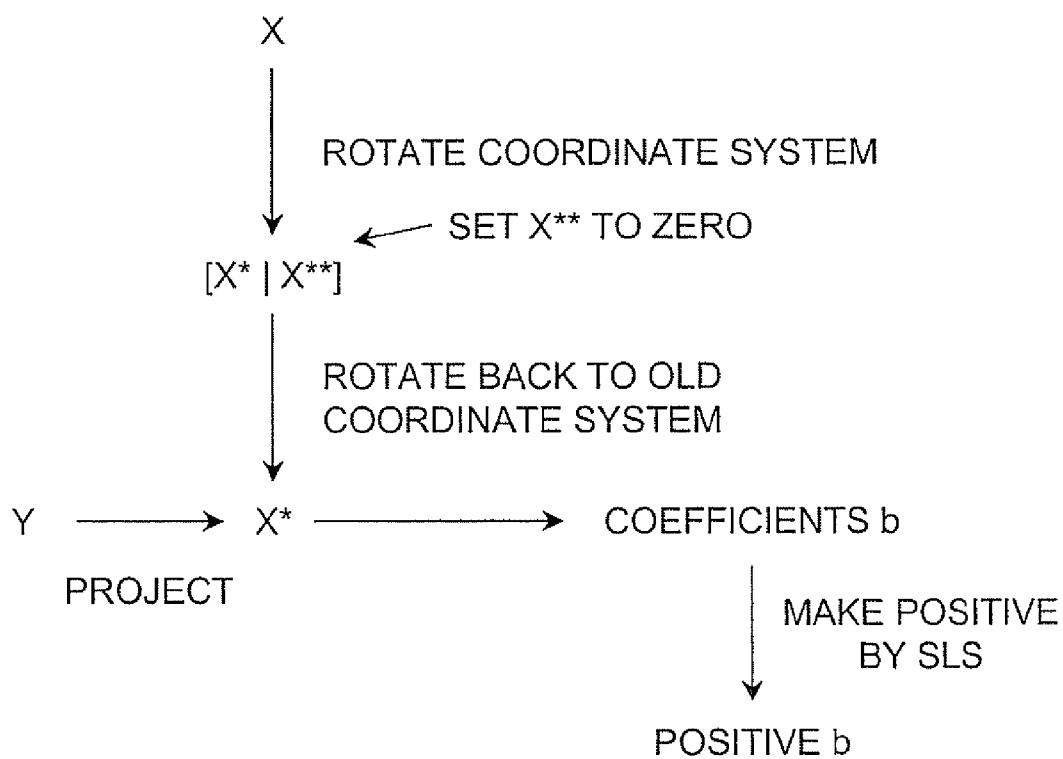 X
ROTATE COORDINATE SYSTEM
SET X** TO ZERO
[X* | X**]
ROTATE BACK TO OLD
COORDINATE SYSTEM
Y
X*
COEFFICIENTS b
PROJECT
MAKE POSITIVE
BY SLS
POSITIVE b